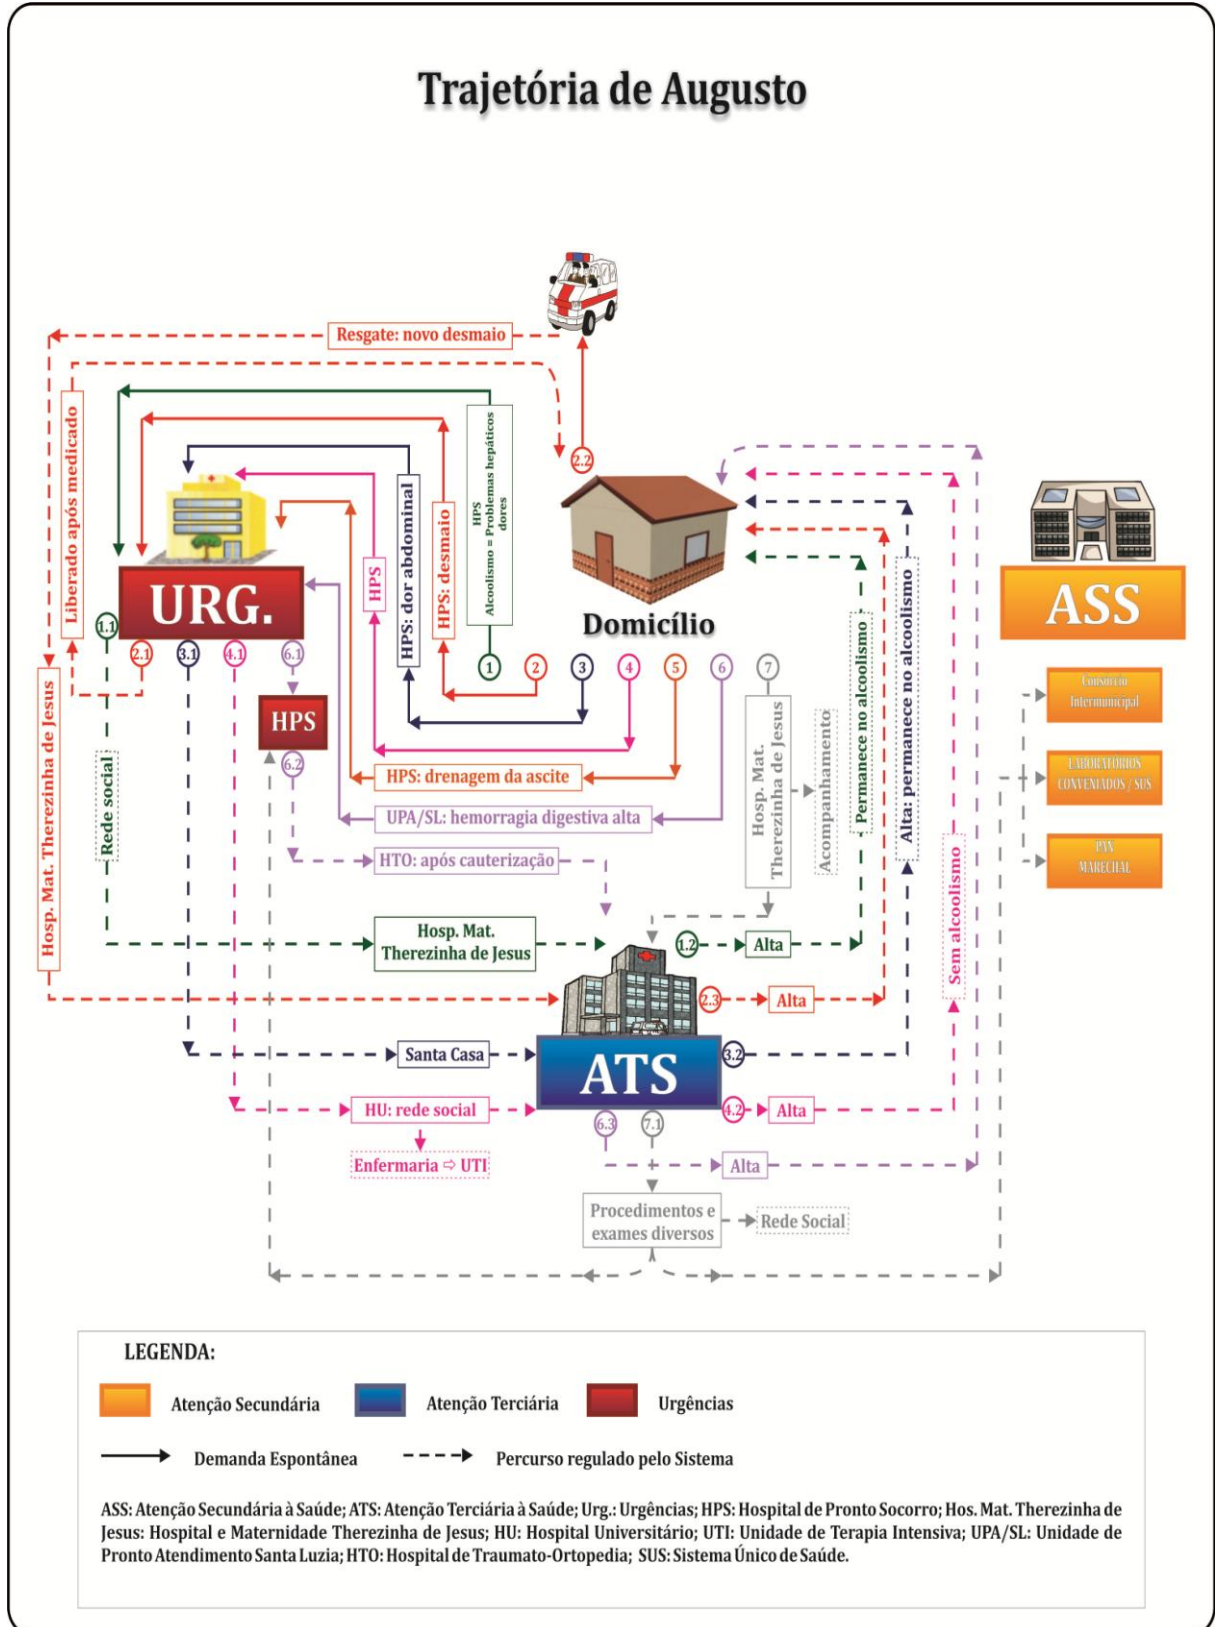 Trajetória de Augusto
Resgate: novo desmaio
Liberado após medicado
HPS
Alcoolismo = Problemas hepáticos
dores
HPS: desmaio
HPS: dor abdominal
HPS
2.2
URG.
Domicílio
ASS
1.1
2.1
3.1
4.1
6.1
1
2
3
4
5
6
7
HPS
6.2
Consórcio
Intermunicipal
LABORATÓRIOS
CONVENIADOS / SUS
PAM
MARECHAL
Hosp. Mat. Therezinha de Jesus
Rede social
HPS: drenagem da ascite
UPA/SL: hemorragia digestiva alta
HTO: após cauterização
Hosp. Mat.
Therezinha de Jesus
Acompanhamento
Permanece no alcoolismo
Alta: permanece no alcoolismo
Sem alcoolismo
Hosp. Mat.
Therezinha de Jesus
1.2
Alta
2.3
Alta
Santa Casa
ATS
3.2
HU: rede social
4.2
Alta
Enfermaria ⇨ UTI
6.3
7.1
Alta
Procedimentos e
exames diversos
Rede Social
LEGENDA:
Atenção Secundária
Atenção Terciária
Urgências
Demanda Espontânea
Percurso regulado pelo Sistema
ASS: Atenção Secundária à Saúde; ATS: Atenção Terciária à Saúde; Urg.: Urgências; HPS: Hospital de Pronto Socorro; Hos. Mat. Therezinha de
Jesus: Hospital e Maternidade Therezinha de Jesus; HU: Hospital Universitário; UTI: Unidade de Terapia Intensiva; UPA/SL: Unidade de
Pronto Atendimento Santa Luzia; HTO: Hospital de Traumato-Ortopedia; SUS: Sistema Único de Saúde.